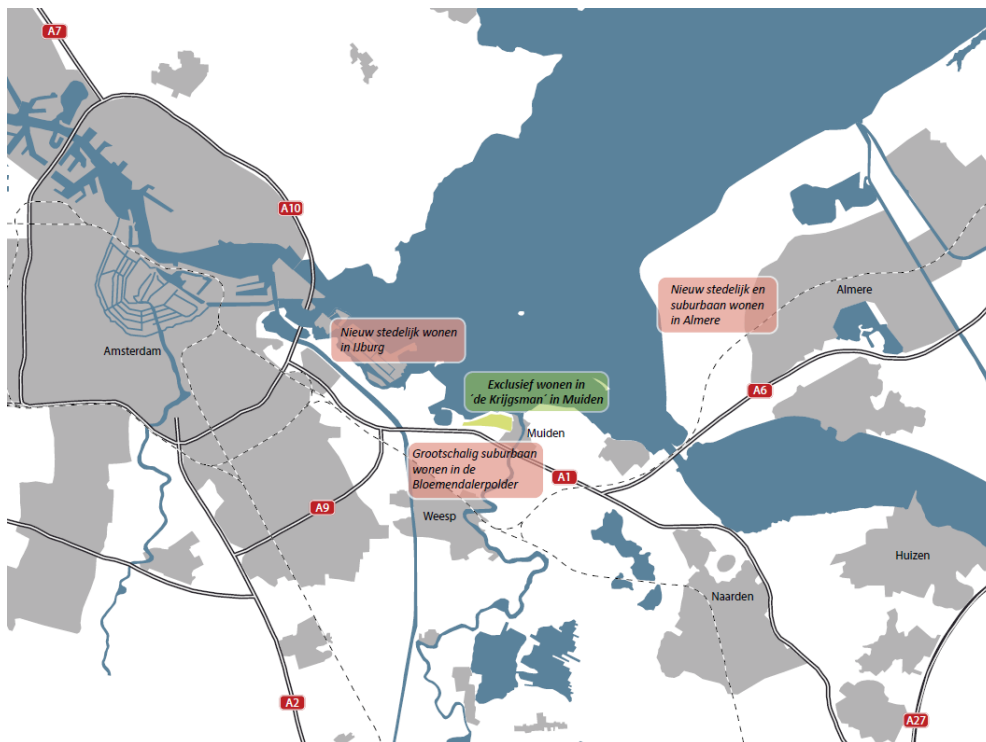 A7
A10
Nieuw stedelijk en
suburbaan wonen
in Almere
Almere
Nieuw stedelijk wonen
in IJburg
Amsterdam
Exclusief wonen in
´de Krijgsman´ in Muiden
A6
Muiden
Grootschalig suburbaan
wonen in de
Bloemendalerpolder
A1
A9
Weesp
Huizen
Naarden
A2
A27